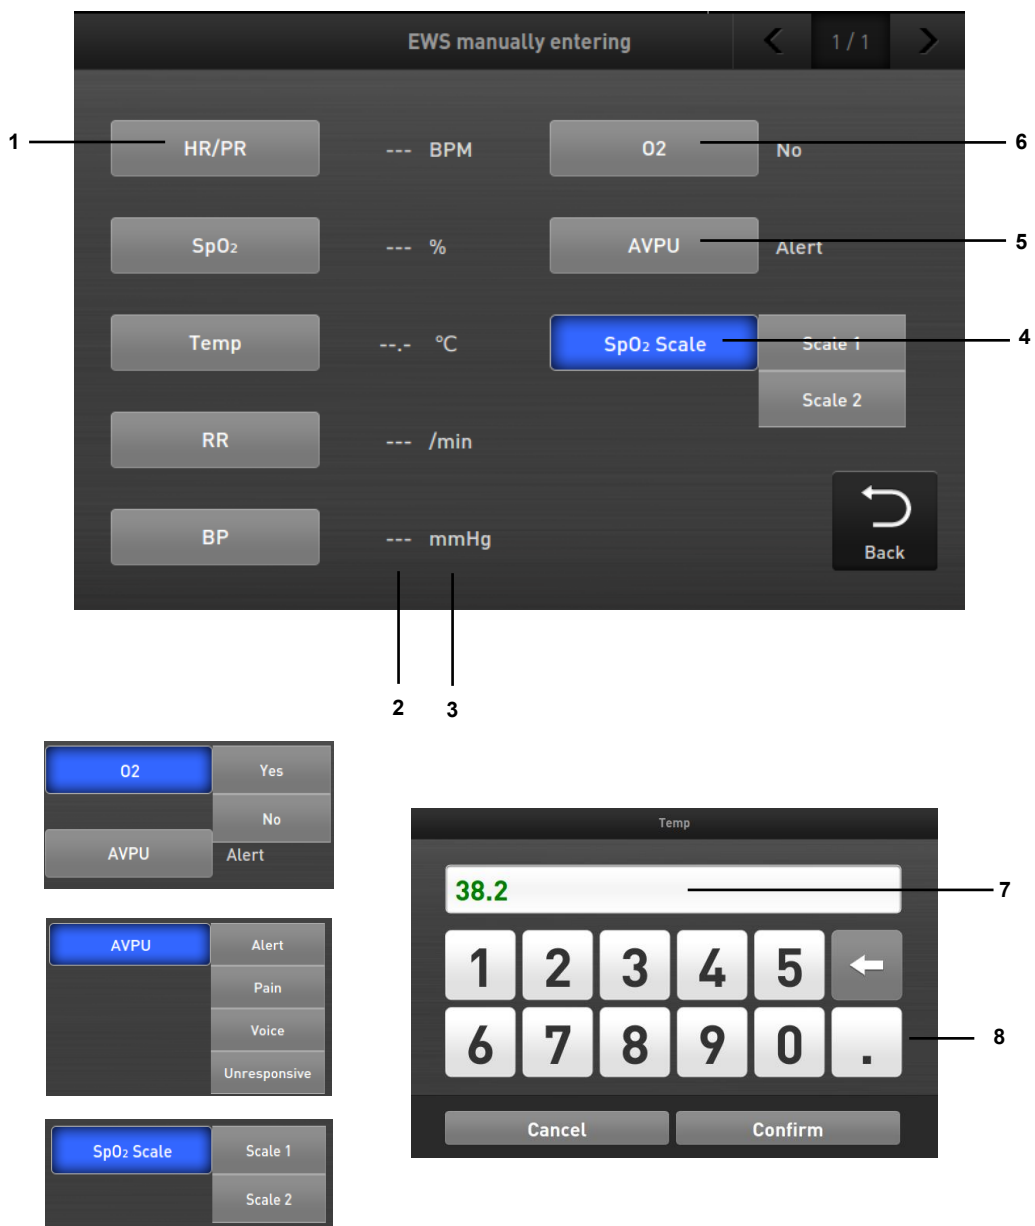 EWS manually entering 1 / 1
1 HR/PR --- BPM O2 No 6
SpO₂ --- % AVPU Alert 5
Temp --.- °C SpO₂ Scale Scale 1 4
Scale 2
RR --- /min
BP --- mmHg
Back
2 3
O2 Yes
No
AVPU Alert
AVPU Alert
Pain
Voice
Unresponsive
SpO₂ Scale Scale 1
Scale 2
Temp
38.2 7
1 2 3 4 5
6 7 8 9 0 . 8
Cancel Confirm